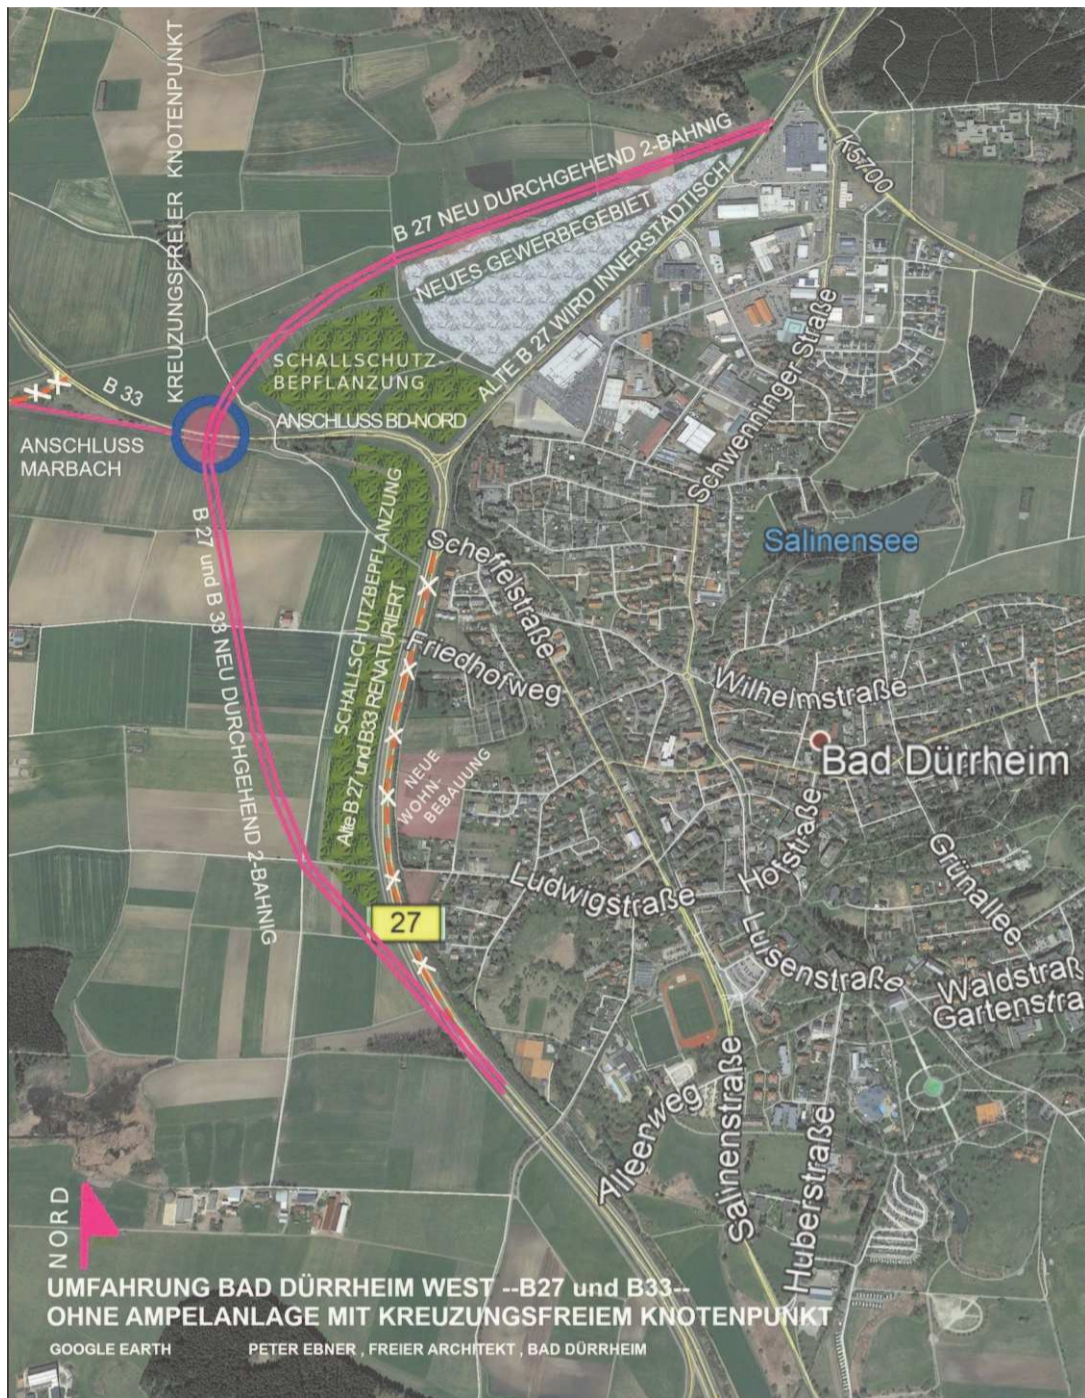 KREUZUNGSFREIER KNOTENPUNKT
B 27 NEU DURCHGEHEND 2-BAHNIG
NEUES GEWERBEGEBIET
ALTE B 27 WIRD INNERSTÄDTISCH
K5700
SCHALLSCHUTZ-
BEPFLANZUNG
Schwenninger-Straße
B 33
ANSCHLUSS BD-NORD
ANSCHLUSS
MARBACH
SCHALLSCHUTZBEPFLANZUNG
Alte B 27 und B33 RENATURIERT
B 27 und B 33 NEU DURCHGEHEND 2-BAHNIG
Scheffelstraße
Salinensee
Friedhofweg
Wilhelmstraße
Bad Dürrheim
NEUE
WOHN-
BEBAUUNG
Hofstraße
Grünallee
Ludwigstraße
27
Luisenstraße
Waldstraß
Gartenstra
Alleenweg
Salinenstraße
Huberstraße
NORD
UMFAHRUNG BAD DÜRRHEIM WEST --B27 und B33--
OHNE AMPELANLAGE MIT KREUZUNGSFREIEM KNOTENPUNKT
GOOGLE EARTH PETER EBNER , FREIER ARCHITEKT , BAD DÜRRHEIM